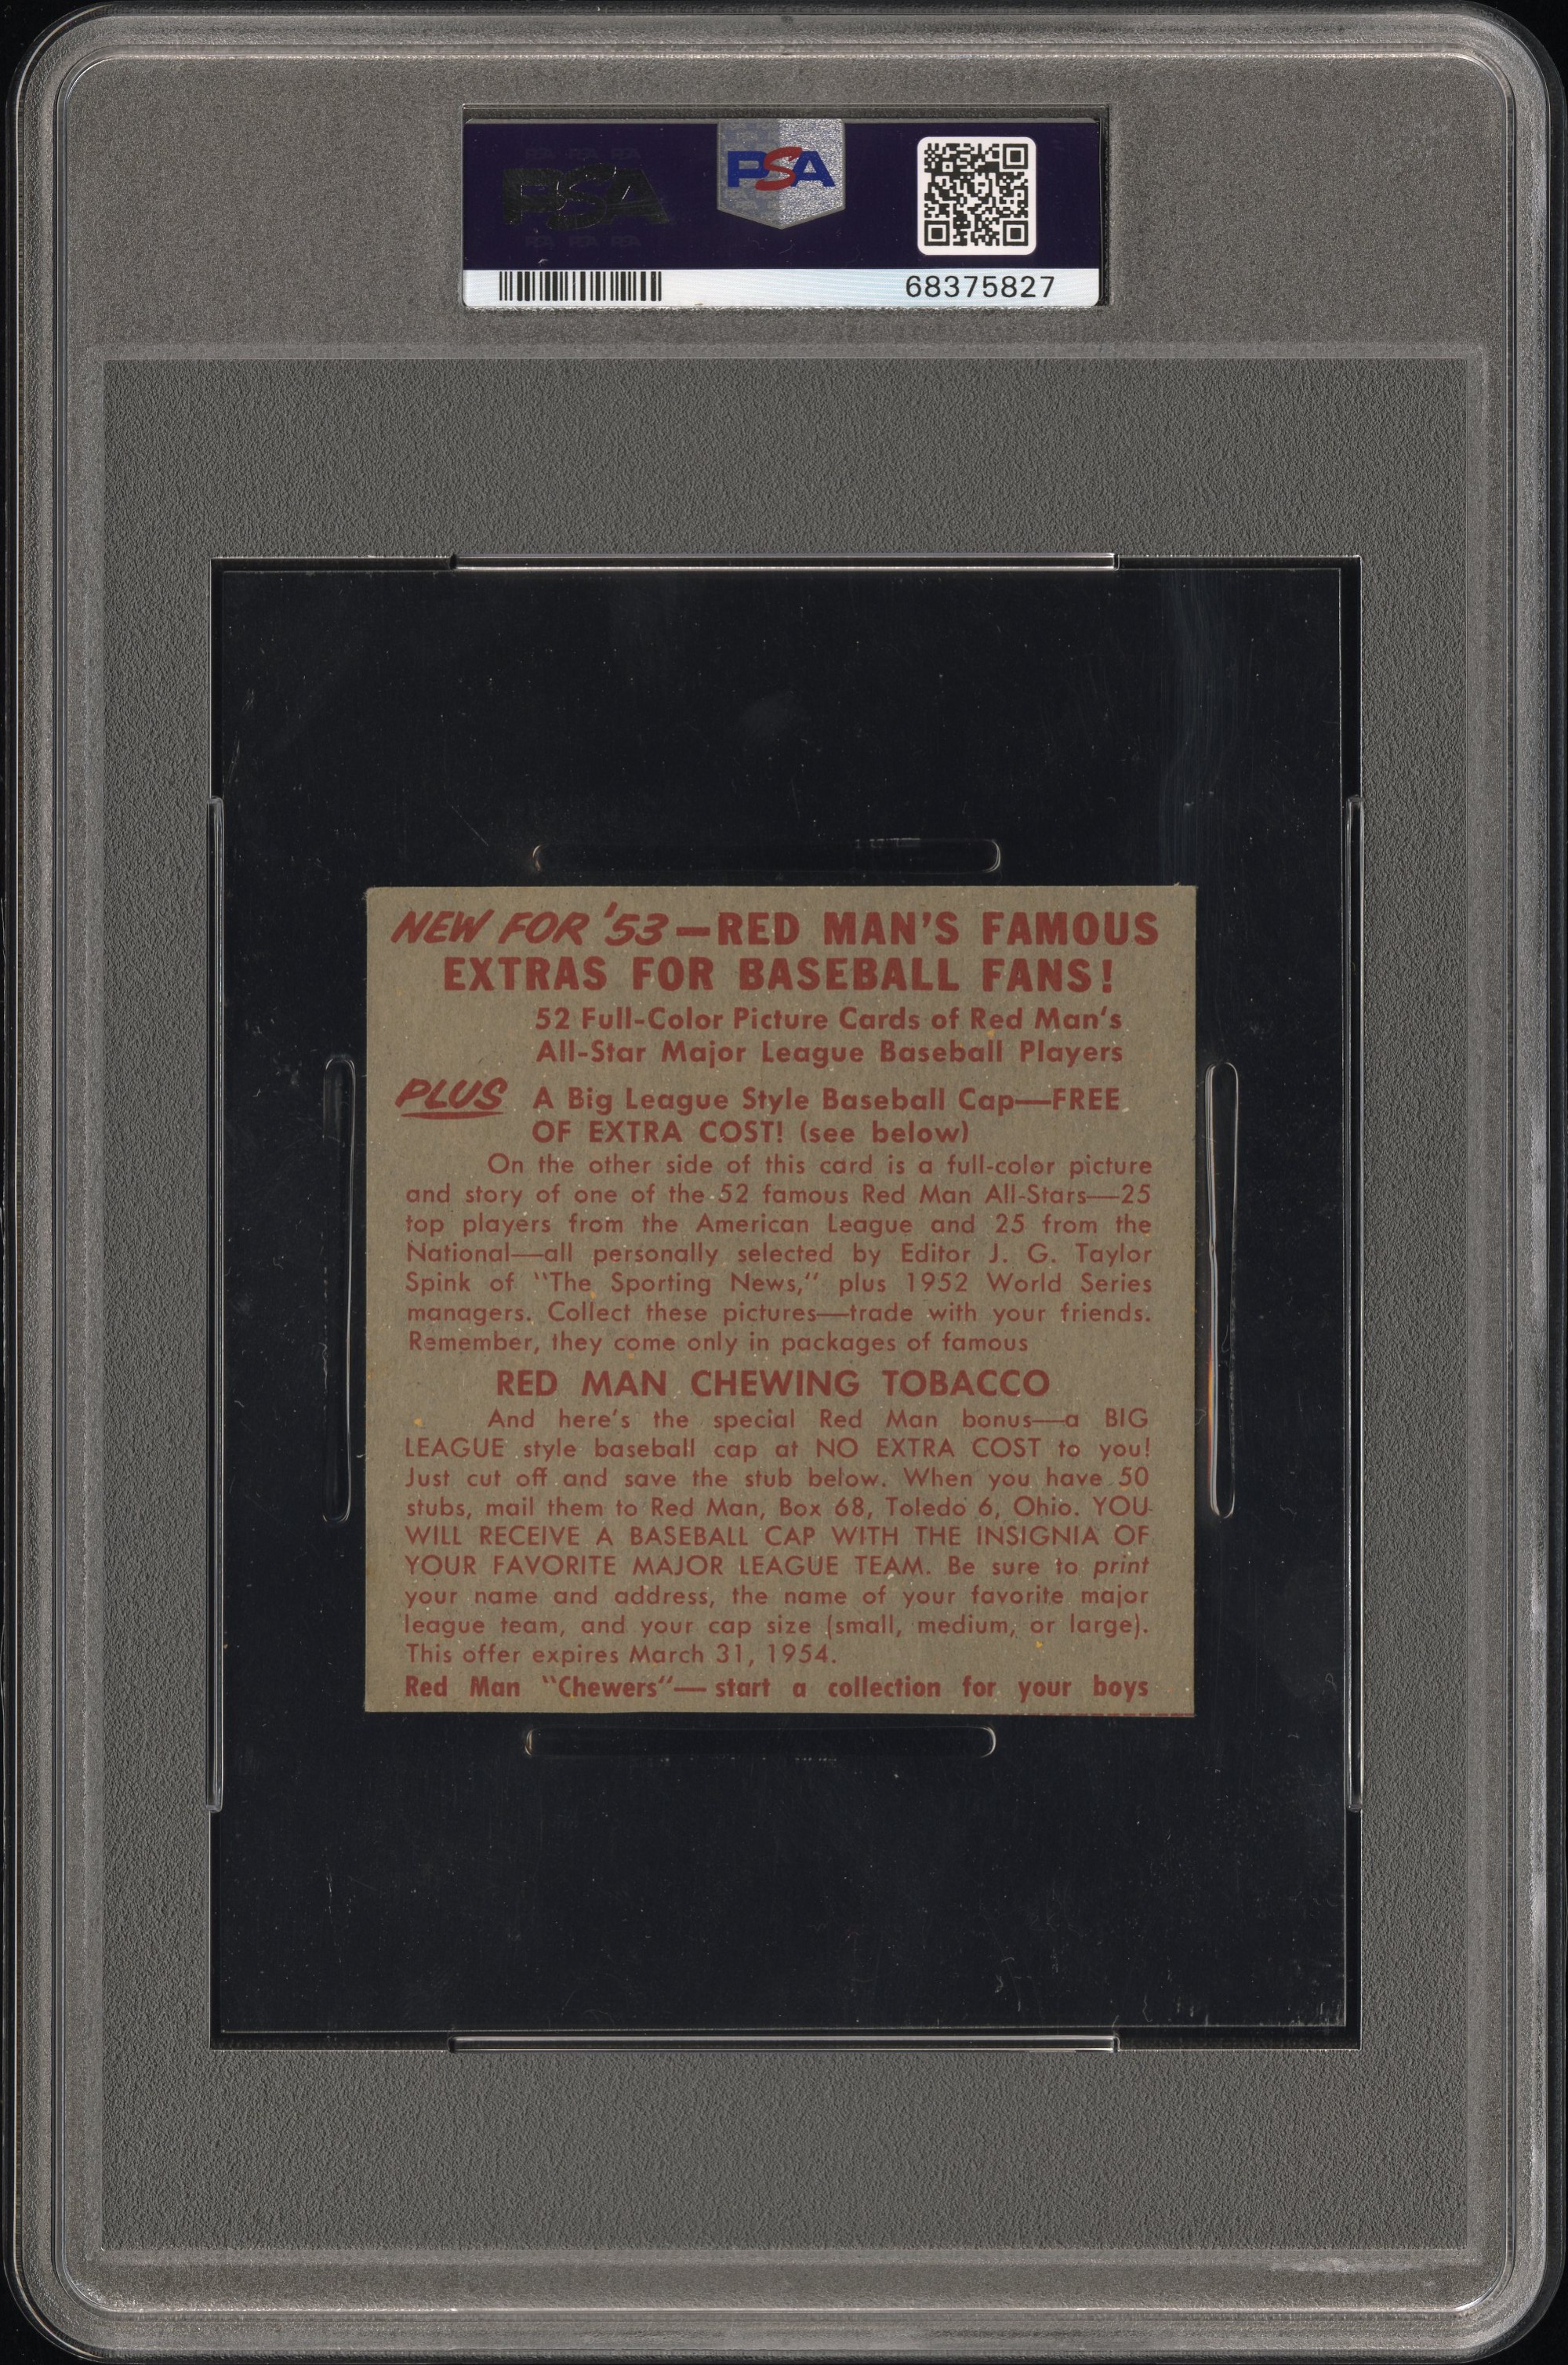 PSA
PSA
68375827
NEW FOR '53—RED MAN'S FAMOUS
EXTRAS FOR BASEBALL FANS!
52 Full-Color Picture Cards of Red Man's
All-Star Major League Baseball Players
PLUS A Big League Style Baseball Cap—FREE
OF EXTRA COST! (see below)
On the other side of this card is a full-color picture
and story of one of the 52 famous Red Man All-Stars—25
top players from the American League and 25 from the
National—all personally selected by Editor J. G. Taylor
Spink of "The Sporting News," plus 1952 World Series
managers. Collect these pictures—trade with your friends.
Remember, they come only in packages of famous
RED MAN CHEWING TOBACCO
And here's the special Red Man bonus—a BIG
LEAGUE style baseball cap at NO EXTRA COST to you!
Just cut off and save the stub below. When you have 50
stubs, mail them to Red Man, Box 68, Toledo 6, Ohio. YOU
WILL RECEIVE A BASEBALL CAP WITH THE INSIGNIA OF
YOUR FAVORITE MAJOR LEAGUE TEAM. Be sure to print
your name and address, the name of your favorite major
league team, and your cap size (small, medium, or large).
This offer expires March 31, 1954.
Red Man "Chewers"—start a collection for your boys